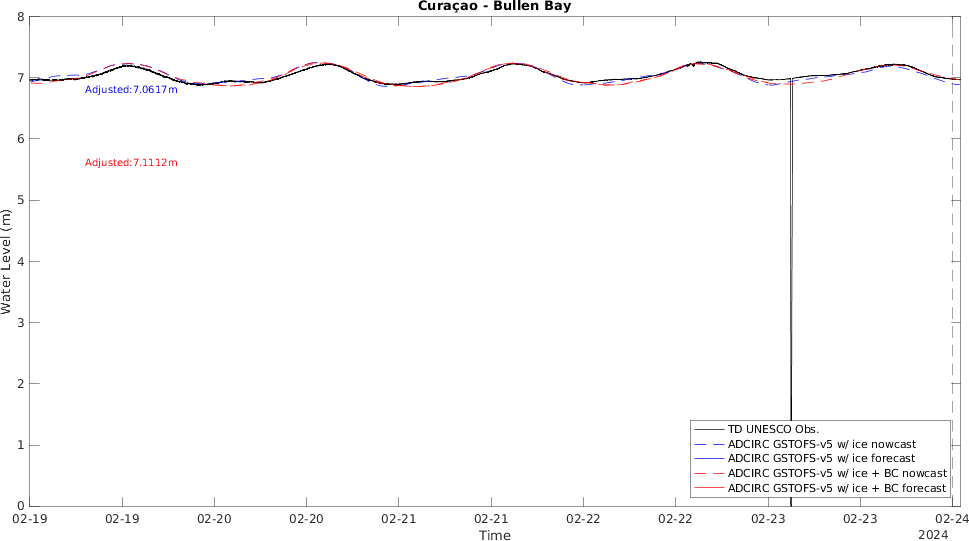 Curaçao - Bullen Bay
8
7
6
5
4
3
2
1
0
Water Level (m)
Adjusted:7.0617m
Adjusted:7.1112m
TD UNESCO Obs.
ADCIRC GSTOFS-v5 w/ ice nowcast
ADCIRC GSTOFS-v5 w/ ice forecast
ADCIRC GSTOFS-v5 w/ ice + BC nowcast
ADCIRC GSTOFS-v5 w/ ice + BC forecast
02-19 02-19 02-20 02-20 02-21 02-21 02-22 02-22 02-23 02-23 02-24
Time
2024